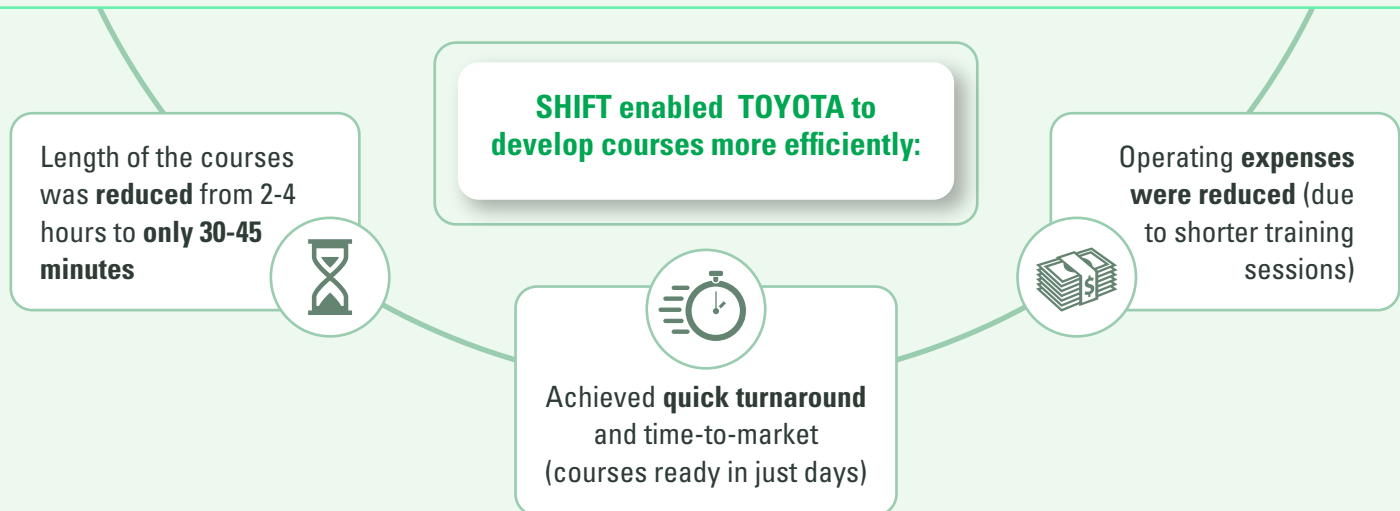 SHIFT enabled TOYOTA to
develop courses more efficiently:
Length of the courses
was reduced from 2-4
hours to only 30-45
minutes
Achieved quick turnaround
and time-to-market
(courses ready in just days)
Operating expenses
were reduced (due
to shorter training
sessions)
$